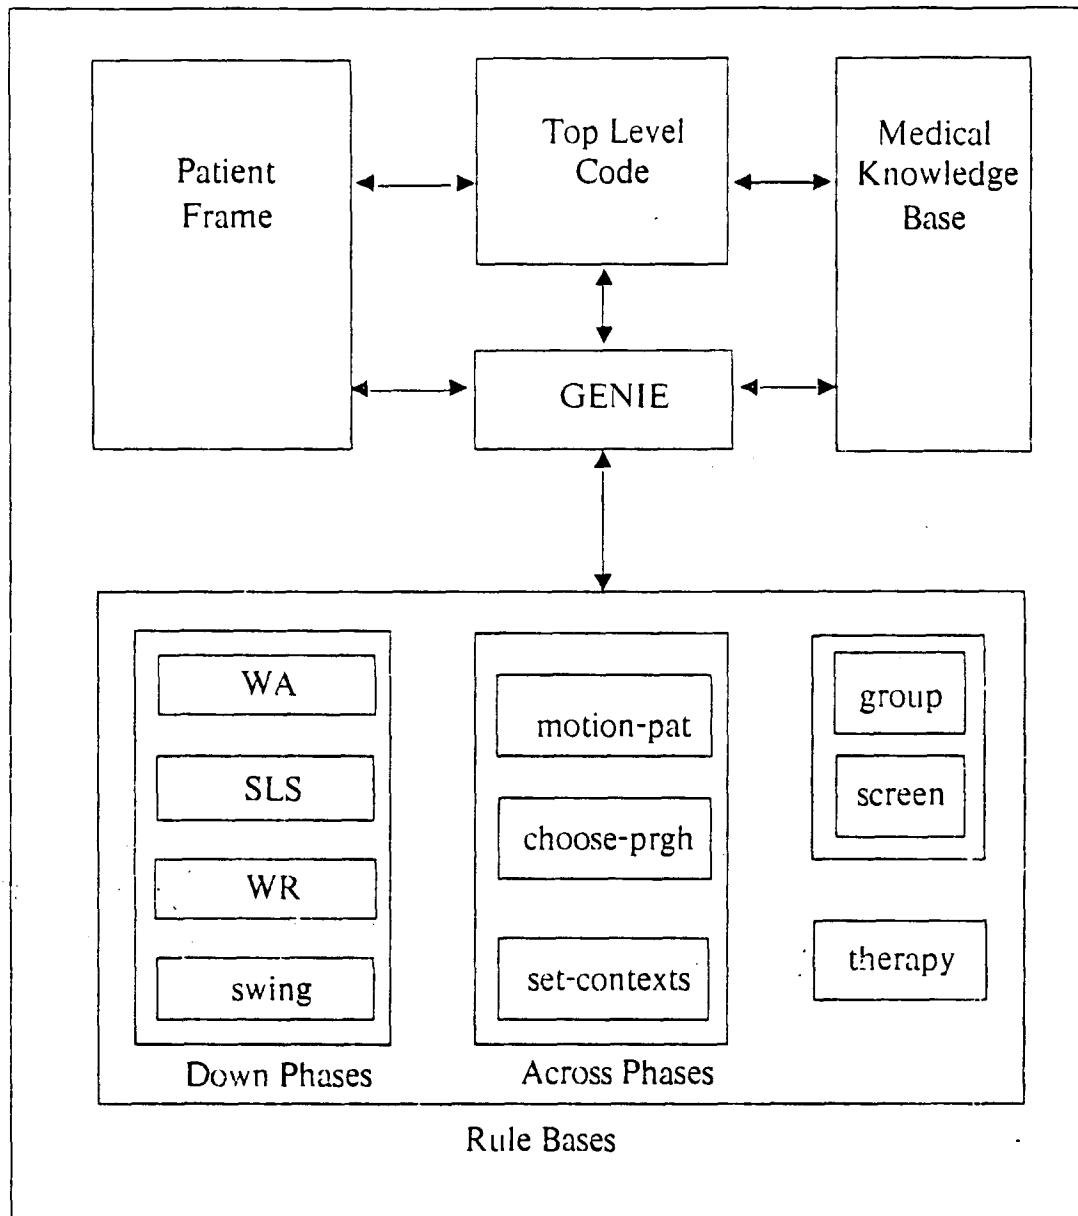 Patient
Frame
Top Level
Code
Medical
Knowledge
Base
GENIE
WA
SLS
WR
swing
Down Phases
motion-pat
choose-prgh
set-contexts
Across Phases
group
screen
therapy
Rule Bases